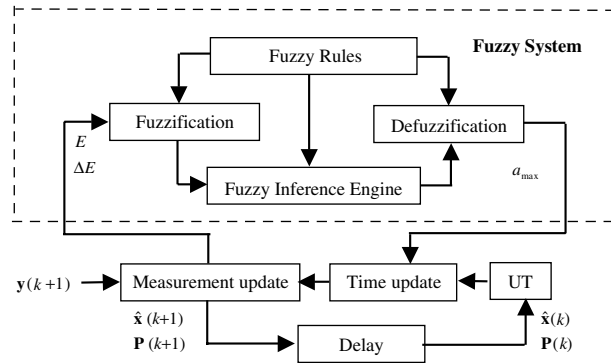 Fuzzy Rules
Fuzzy System
Fuzzification
Defuzzification
E
ΔE
Fuzzy Inference Engine
a_max
y(k+1)
Measurement update
Time update
UT
x̂(k+1)
P(k+1)
Delay
x̂(k)
P(k)